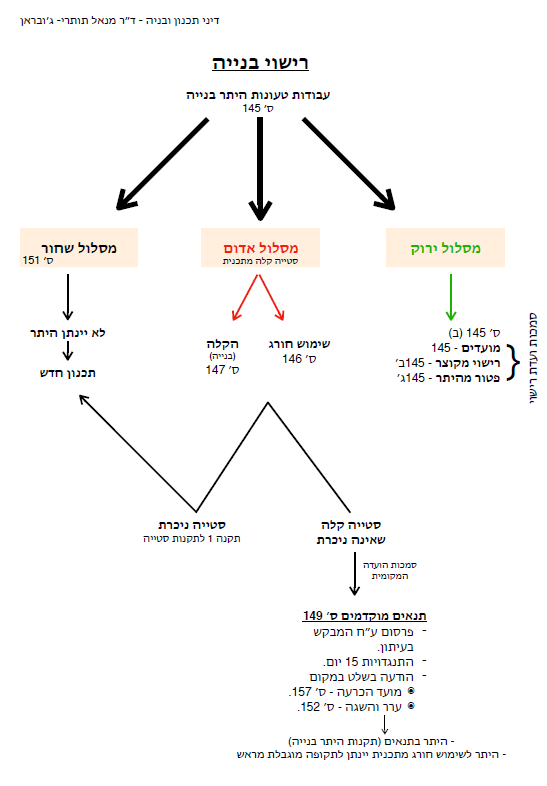 דיני תכנון ובניה - ד״ר מנאל תותרי- ג׳ובראן
רישוי בנייה
עבודות טעונות היתר בנייה
ס׳ 145
מסלול ירוק
ס׳ 145 (ב)
מועדים - 145
רישוי מקוצר - 145ב׳
פטור מהיתר - 145ג׳
סמכות ועדת רישוי
מסלול אדום
סטייה קלה מתכנית
שימוש חורג
ס׳ 146
הקלה
(בנייה)
ס׳ 147
מסלול שחור
ס׳ 151
לא יינתן היתר
תכנון חדש
סטייה קלה
שאינה ניכרת
סטייה ניכרת
תקנה 1 לתקנות סטייה
סמכות הועדה
המקומית
תנאים מוקדמים ס׳ 149
- פרסום ע״ח המבקש
בעיתון.
- התנגדויות 15 יום.
- הודעה בשלט במקום
◉ מועד הכרעה - ס׳ 157.
◉ ערר והשגה - ס׳ 152.
- היתר בתנאים (תקנות היתר בנייה)
- היתר לשימוש חורג מתכנית יינתן לתקופה מוגבלת מראש